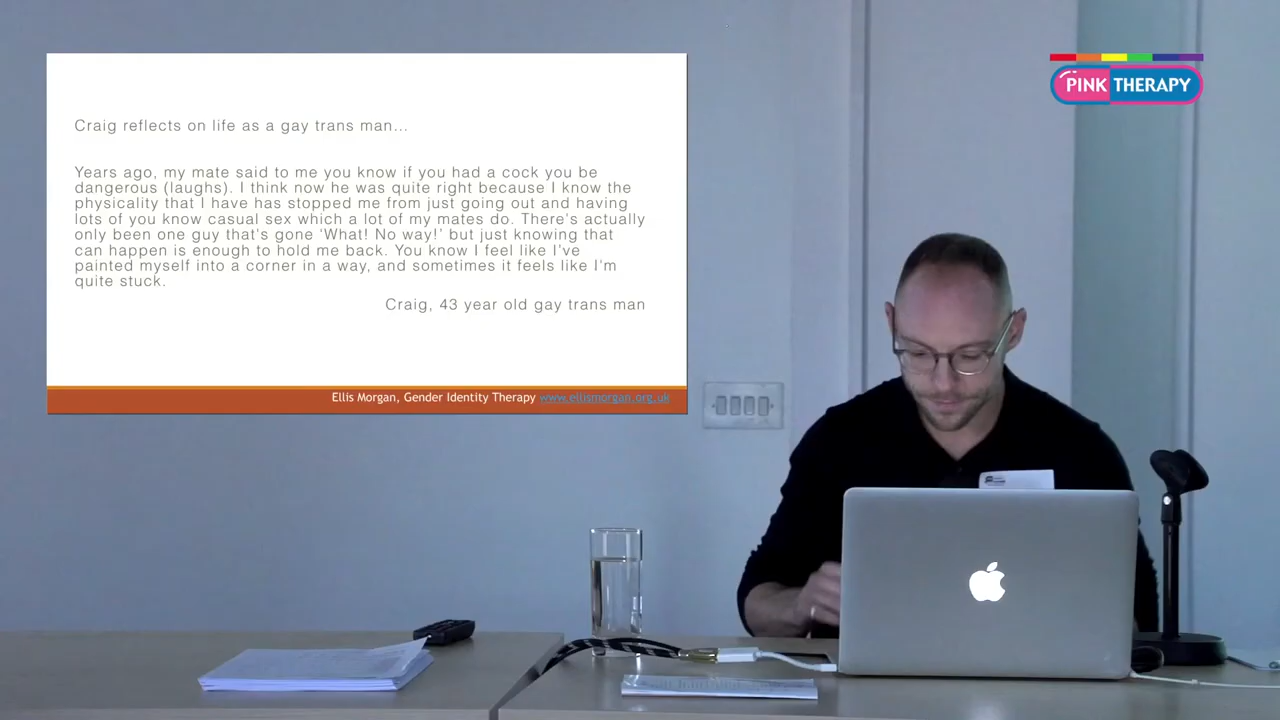 Craig reflects on life as a gay trans man...
Years ago, my mate said to me you know if you had a cock you be
dangerous (laughs). I think now he was quite right because I know the
physicality that I have has stopped me from just going out and having
lots of you know casual sex which a lot of my mates do. There's actually
only been one guy that's gone 'What! No way!' but just knowing that
can happen is enough to hold me back. You know I feel like I've
painted myself into a corner in a way, and sometimes it feels like I'm
quite stuck.
Craig, 43 year old gay trans man
Ellis Morgan, Gender Identity Therapy www.ellismorgan.org.uk
PINK THERAPY